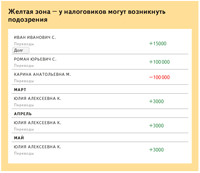 Желтая зона — у налоговиков могут возникнуть
подозрения
ИВАН ИВАНОВИЧ С.
Переводы
+15000
Долг
РОМАН ЮРЬЕВИЧ С.
Переводы
+100000
КАРИНА АНАТОЛЬЕВНА М.
Переводы
−100000
МАРТ
ЮЛИЯ АЛЕКСЕЕВНА К.
Переводы
+3000
АПРЕЛЬ
ЮЛИЯ АЛЕКСЕЕВНА К.
Переводы
+3000
МАЙ
ЮЛИЯ АЛЕКСЕЕВНА К.
Переводы
+3000